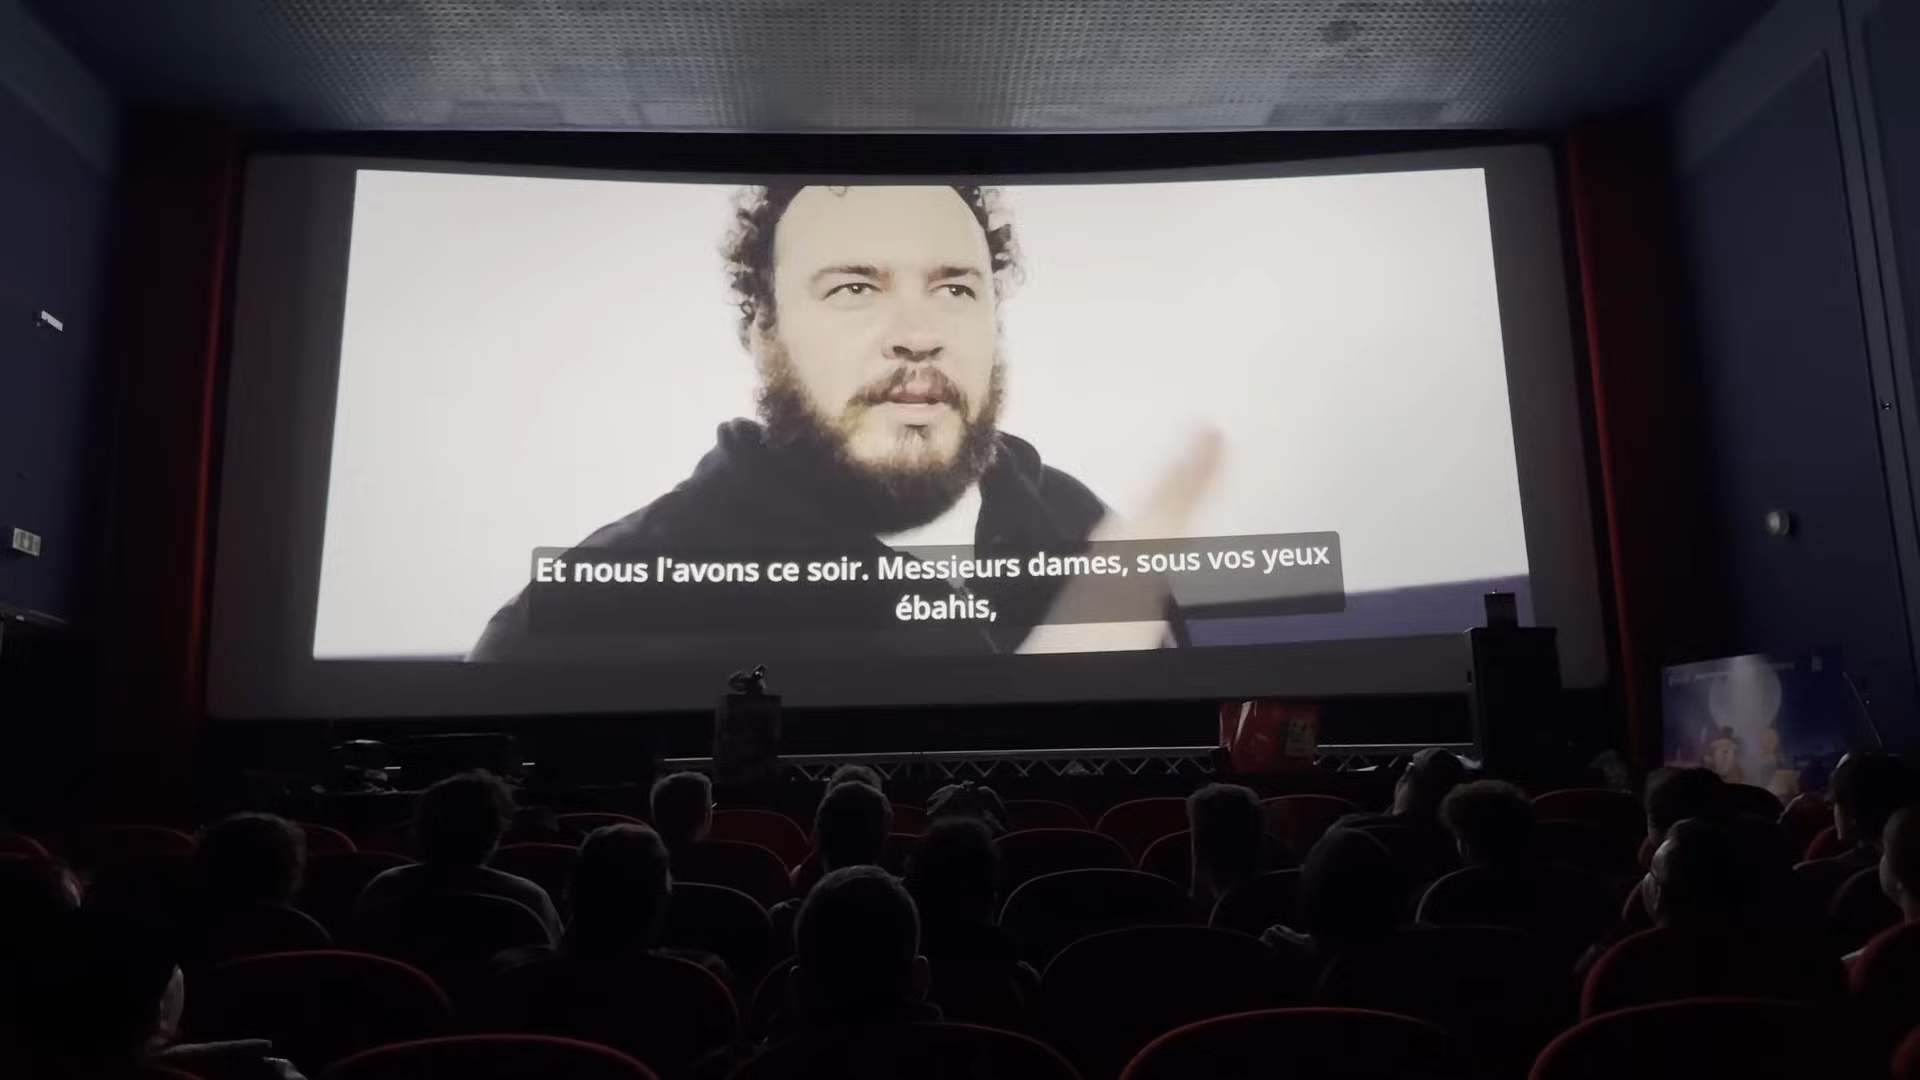 Et nous l'avons ce soir. Messieurs dames, sous vos yeux
ébahis,